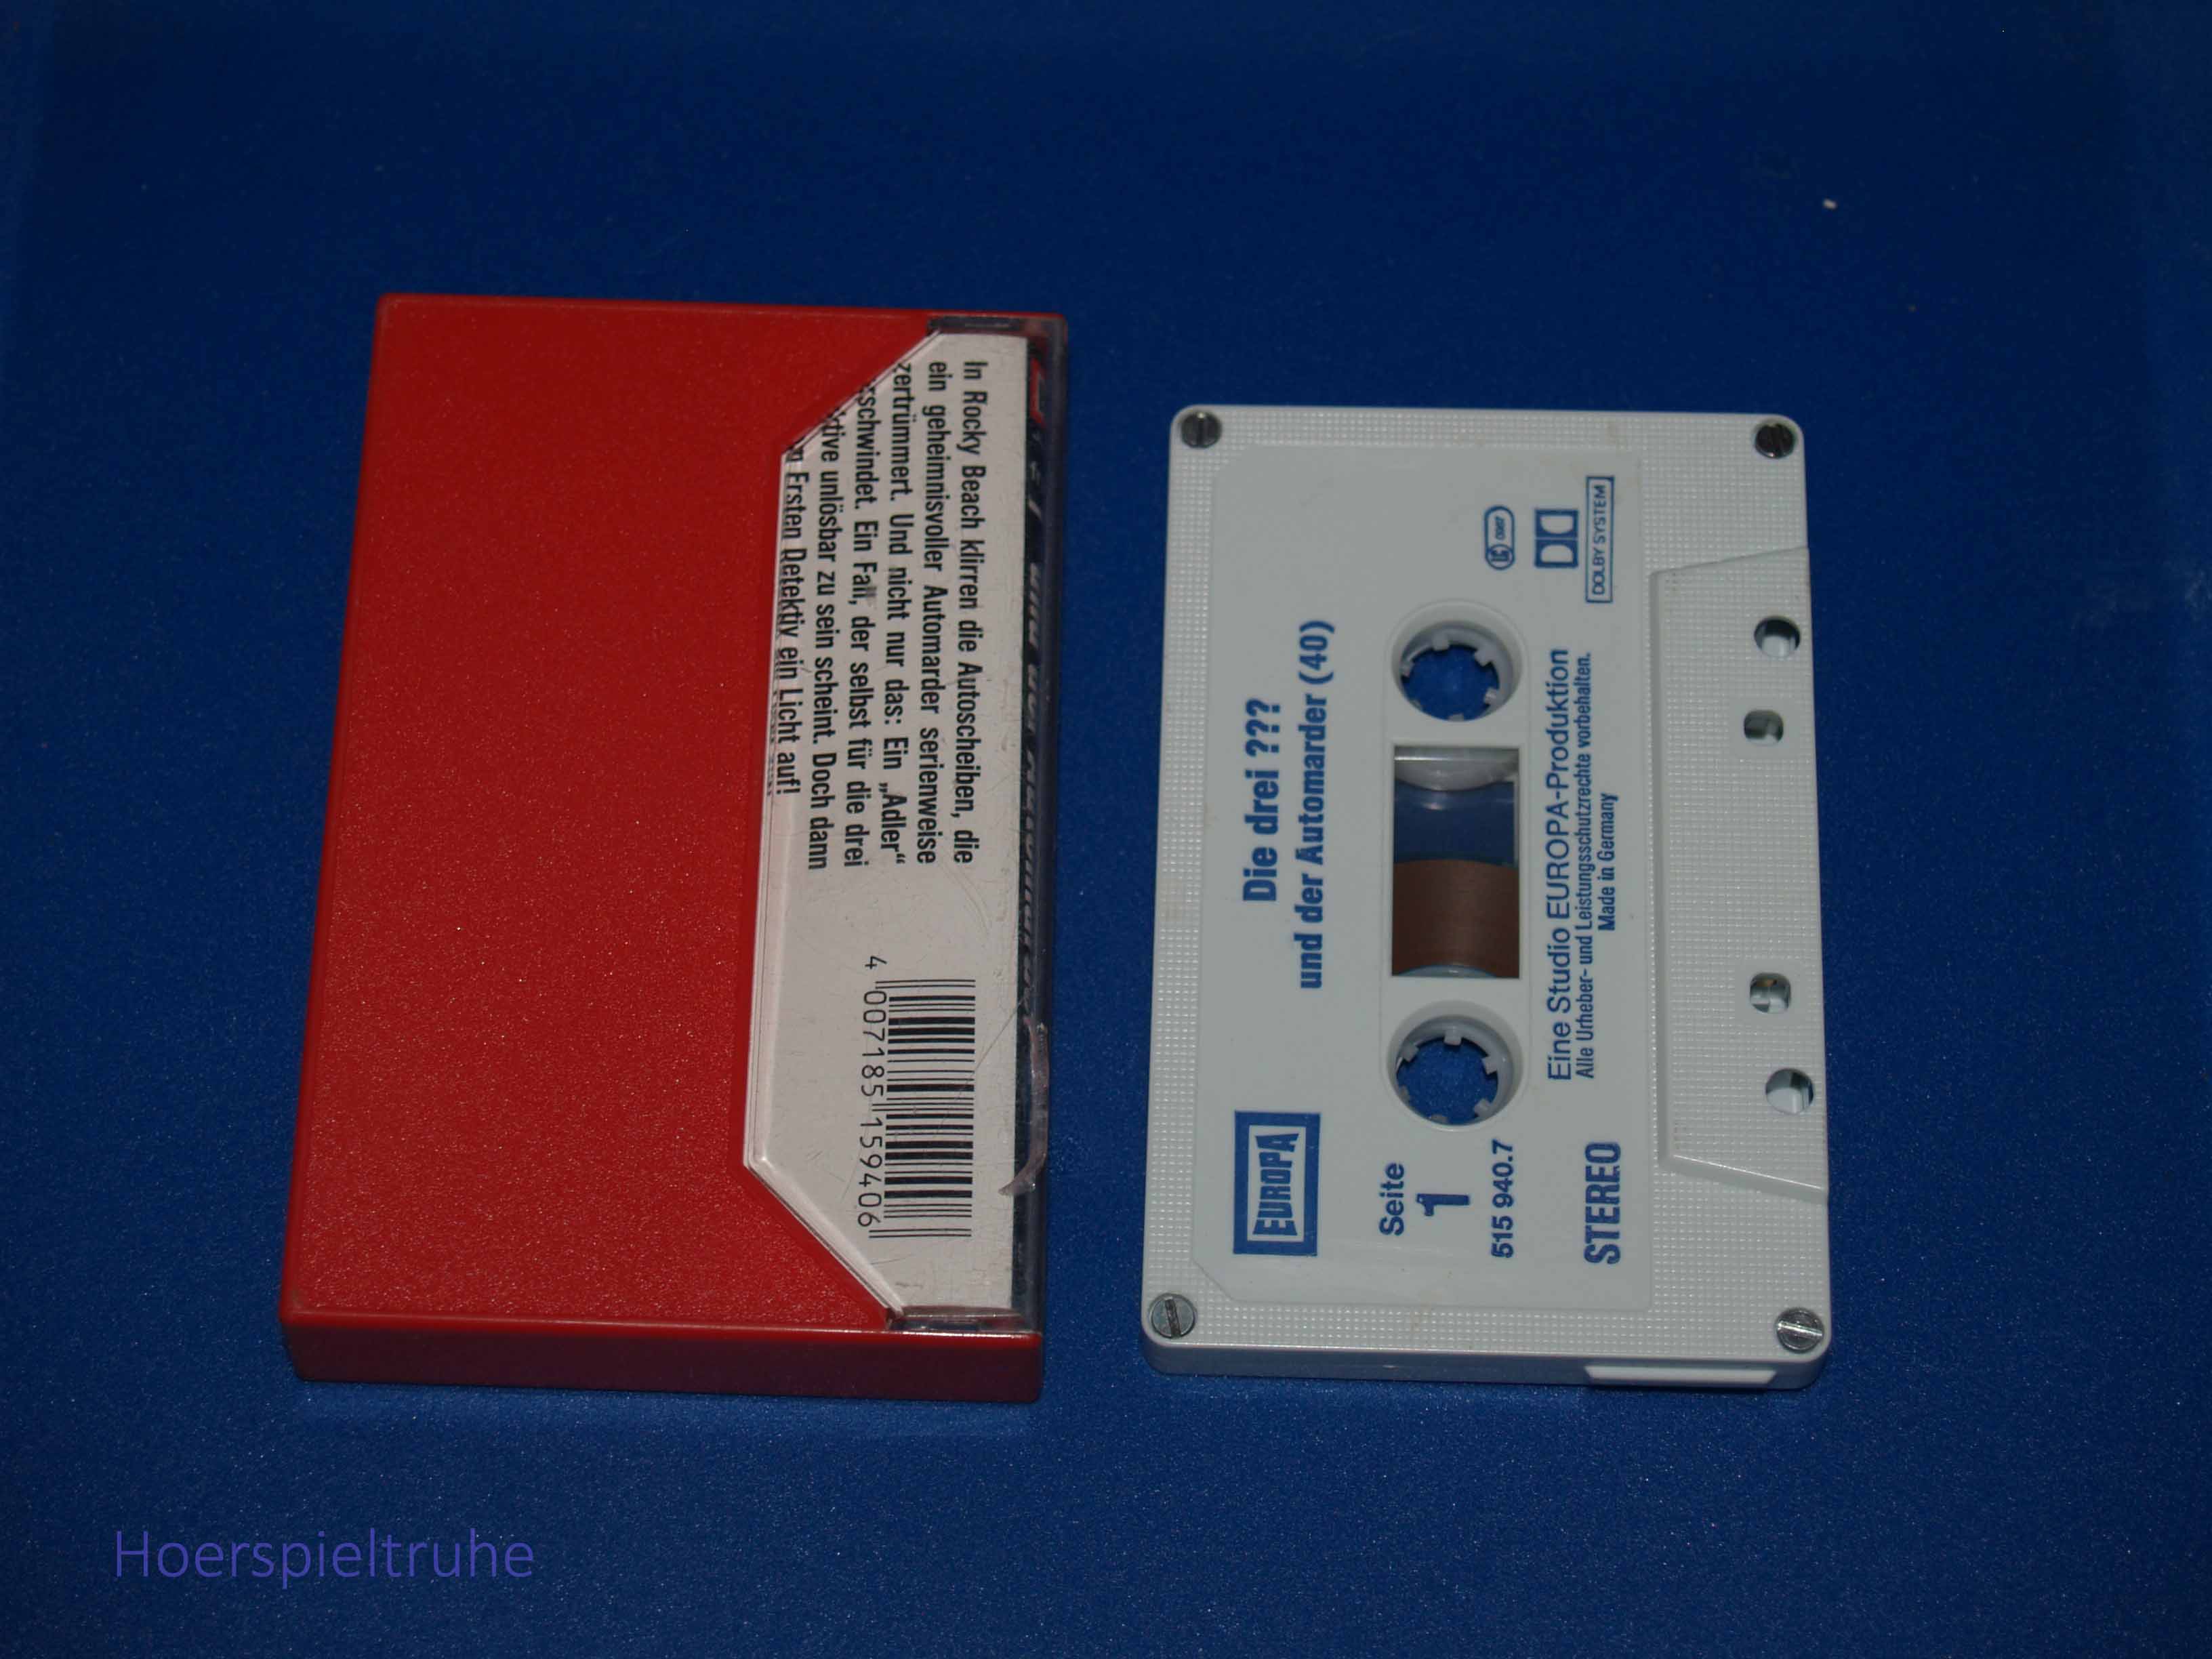 In Rocky Beach klirren die Autoscheiben, die
ein geheimnisvoller Automarder serienweise
zertrümmert. Und nicht nur das: Ein „Adler“
schwindet. Ein Fall, der selbst für die drei
tive unlösbar zu sein scheint. Doch dann
Ersten Detektiv ein Licht auf!
4 007185 159406
Die drei ???
und der Automarder (40)
EUROPA
Seite
1
515 940.7
STEREO
Eine Studio EUROPA-Produktion
Alle Urheber- und Leistungsschutzrechte vorbehalten.
Made in Germany
DOLBY SYSTEM
Hoerspieltruhe